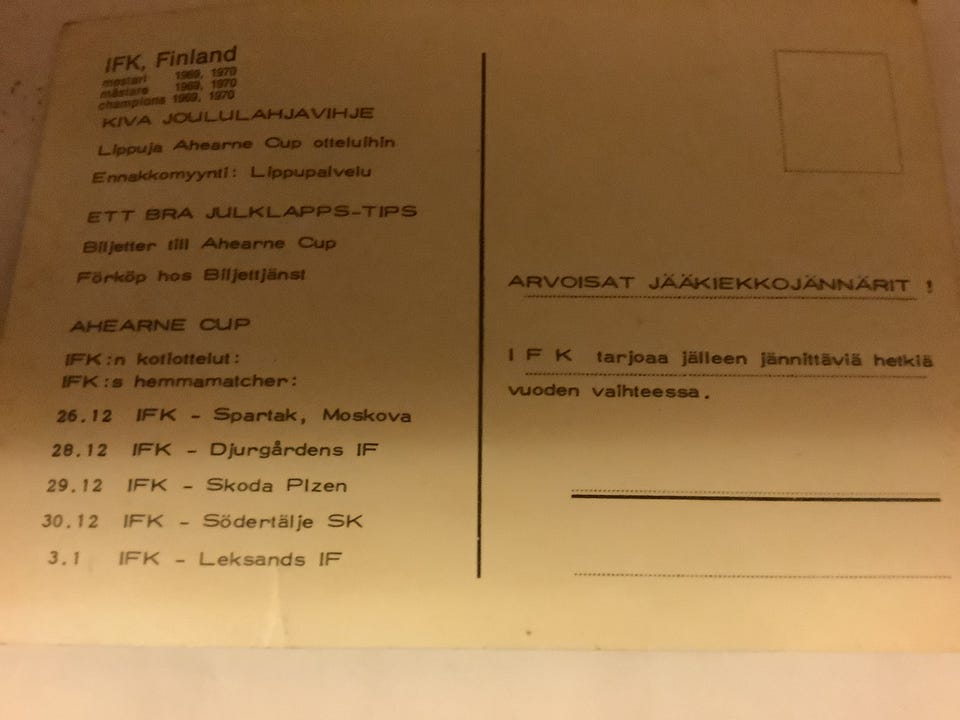 IFK, Finland
mestari 1969, 1970
mästare 1969, 1970
champions 1969, 1970
KIVA JOULULAHJAVIHJE
Lippuja Ahearne Cup otteluihin
Ennakkomyynti: Lippupalvelu
ETT BRA JULKLAPPS-TIPS
Biljetter till Ahearne Cup
Förköp hos Biljettjänst
AHEARNE CUP
IFK:n kotiottelut:
IFK:s hemmamatcher:
26.12 IFK - Spartak, Moskova
28.12 IFK - Djurgårdens IF
29.12 IFK - Skoda Plzen
30.12 IFK - Södertälje SK
3.1 IFK - Leksands IF
ARVOISAT JÄÄKIEKKOJÄNNÄRIT !
I F K tarjoaa jälleen jännittäviä hetkiä
vuoden vaihteessa.